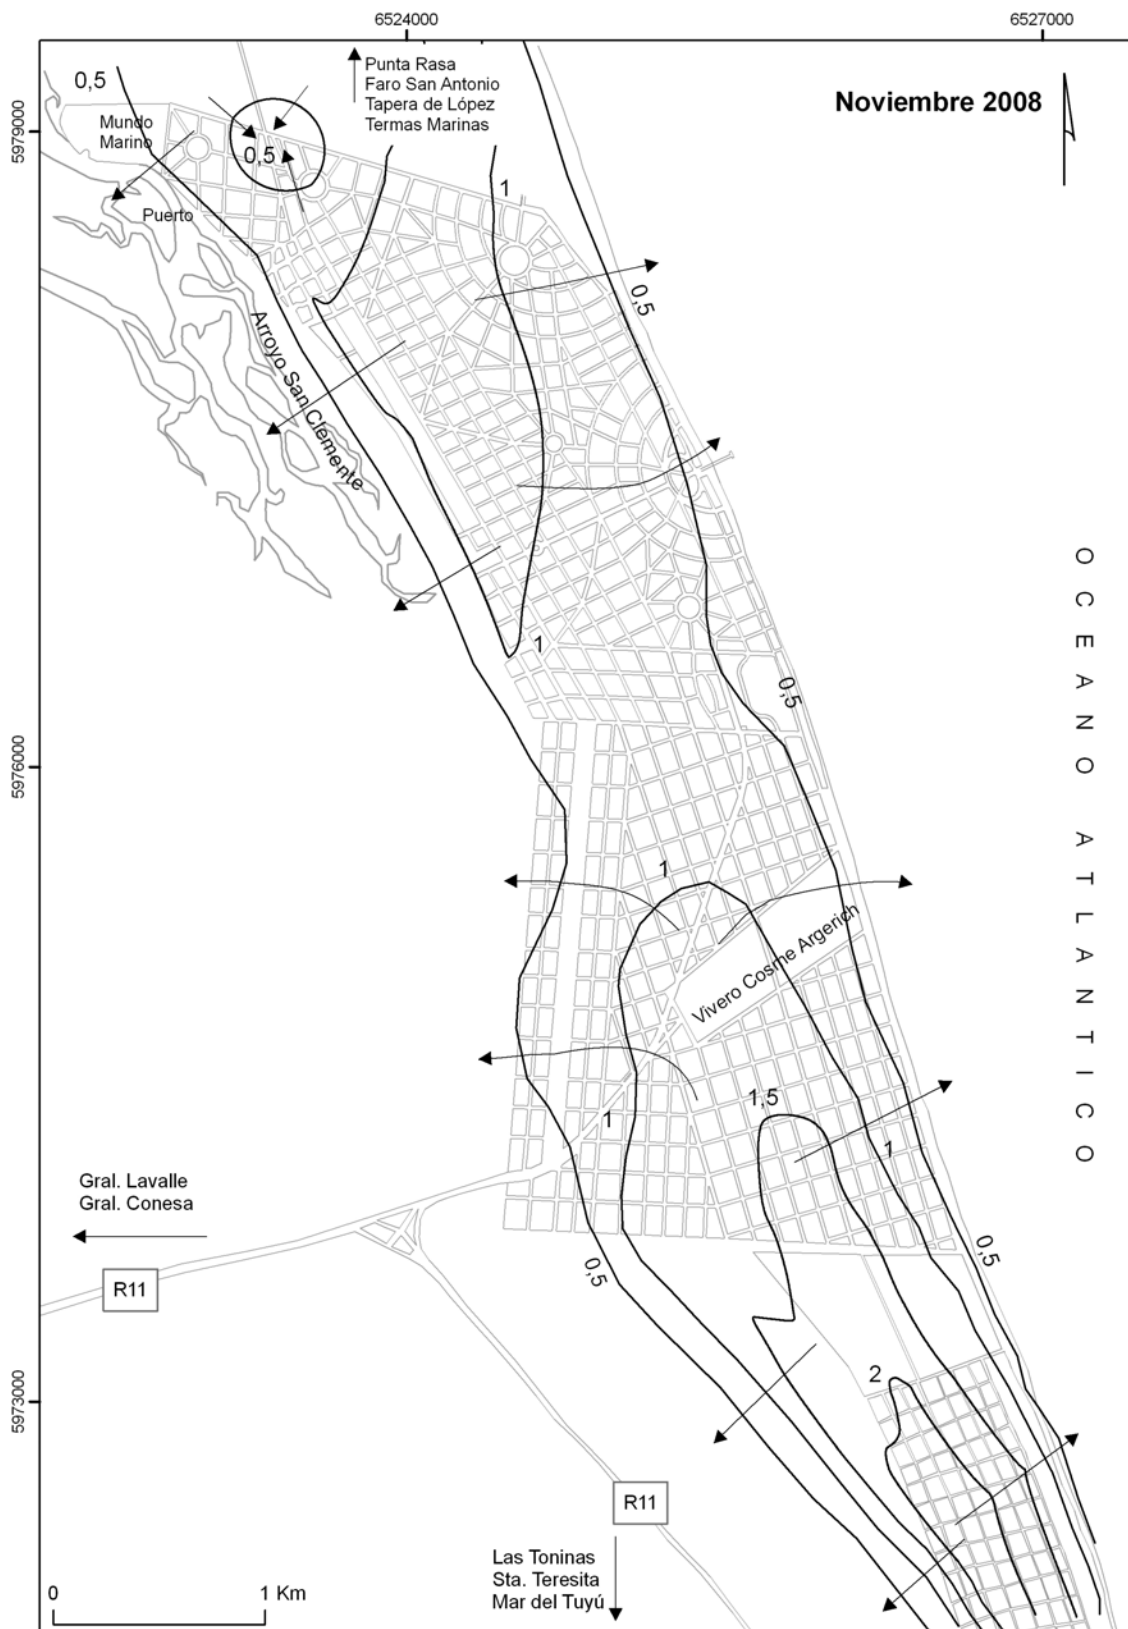 6524000
6527000
0,5
Punta Rasa
Faro San Antonio
Tapera de López
Termas Marinas
Noviembre 2008
5979000
Mundo
Marino
0,5
1
Puerto
0,5
Arroyo San Clemente
OCEANO ATLANTICO
1
0,5
5976000
1
Vivero Cosme Argerich
1,5
1
1
Gral. Lavalle
Gral. Conesa
0,5
0,5
R11
2
5973000
R11
Las Toninas
Sta. Teresita
Mar del Tuyú
0
1 Km